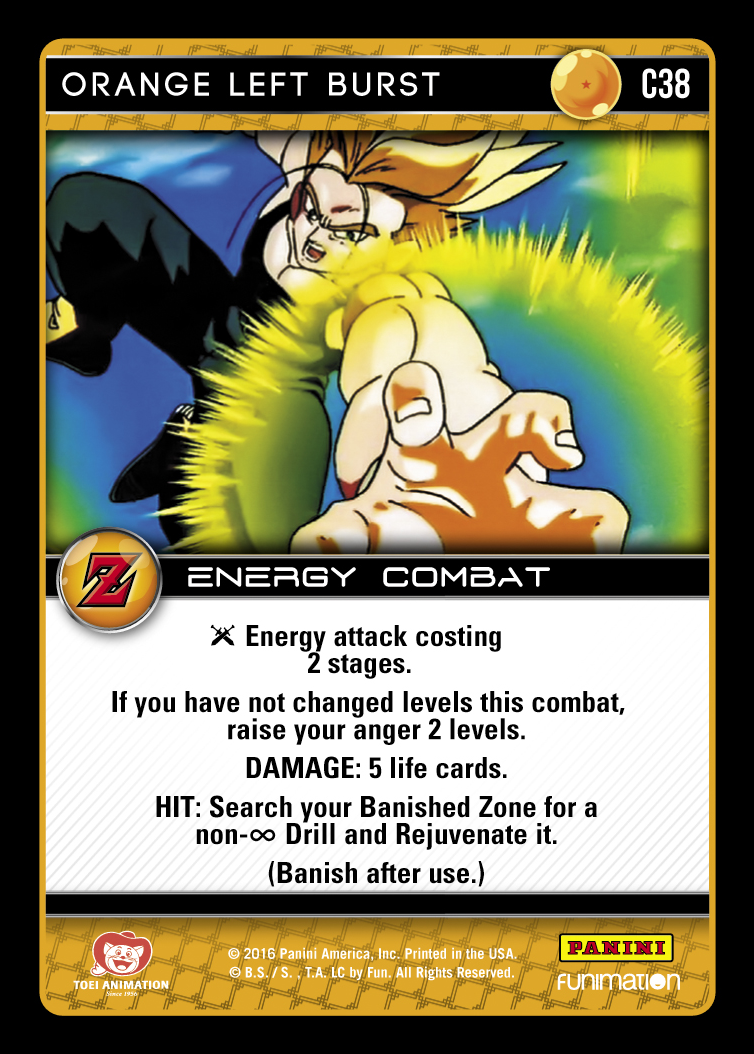 ORANGE LEFT BURST
C38
Z
ENERGY COMBAT
Energy attack costing
2 stages.
If you have not changed levels this combat,
raise your anger 2 levels.
DAMAGE: 5 life cards.
HIT: Search your Banished Zone for a
non-∞ Drill and Rejuvenate it.
(Banish after use.)
TOEI ANIMATION
Since 1956
© 2016 Panini America, Inc. Printed in the USA.
© B.S. / S. , T.A. LC by Fun. All Rights Reserved.
PANINI
FUNIMATION